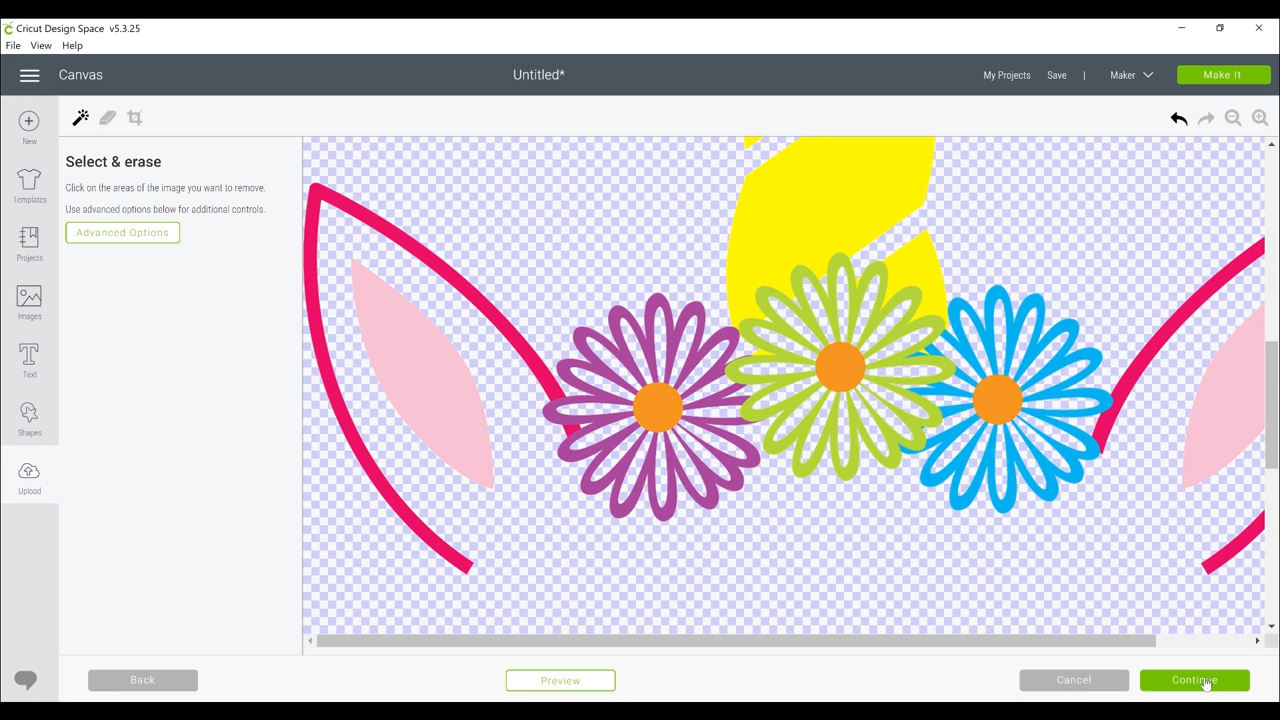 Cricut Design Space v5.3.25
File View Help
Canvas
Untitled*
My Projects Save | Maker
Make It
New
Templates
Projects
Images
Text
Shapes
Upload
Select & erase
Click on the areas of the image you want to remove.
Use advanced options below for additional controls.
Advanced Options
Back
Preview
Cancel
Continue